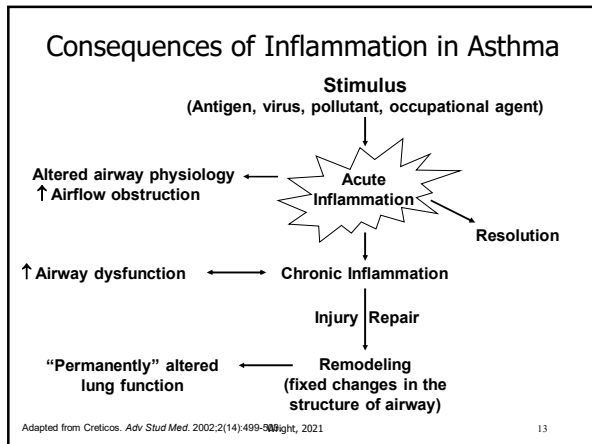 Consequences of Inflammation in Asthma
Stimulus
(Antigen, virus, pollutant, occupational agent)
Altered airway physiology
↑ Airflow obstruction
Acute
Inflammation
Resolution
↑ Airway dysfunction
Chronic Inflammation
Injury Repair
“Permanently” altered
lung function
Remodeling
(fixed changes in the
structure of airway)
Adapted from Creticos. Adv Stud Med. 2002;2(14):499-
Wright, 2021
13